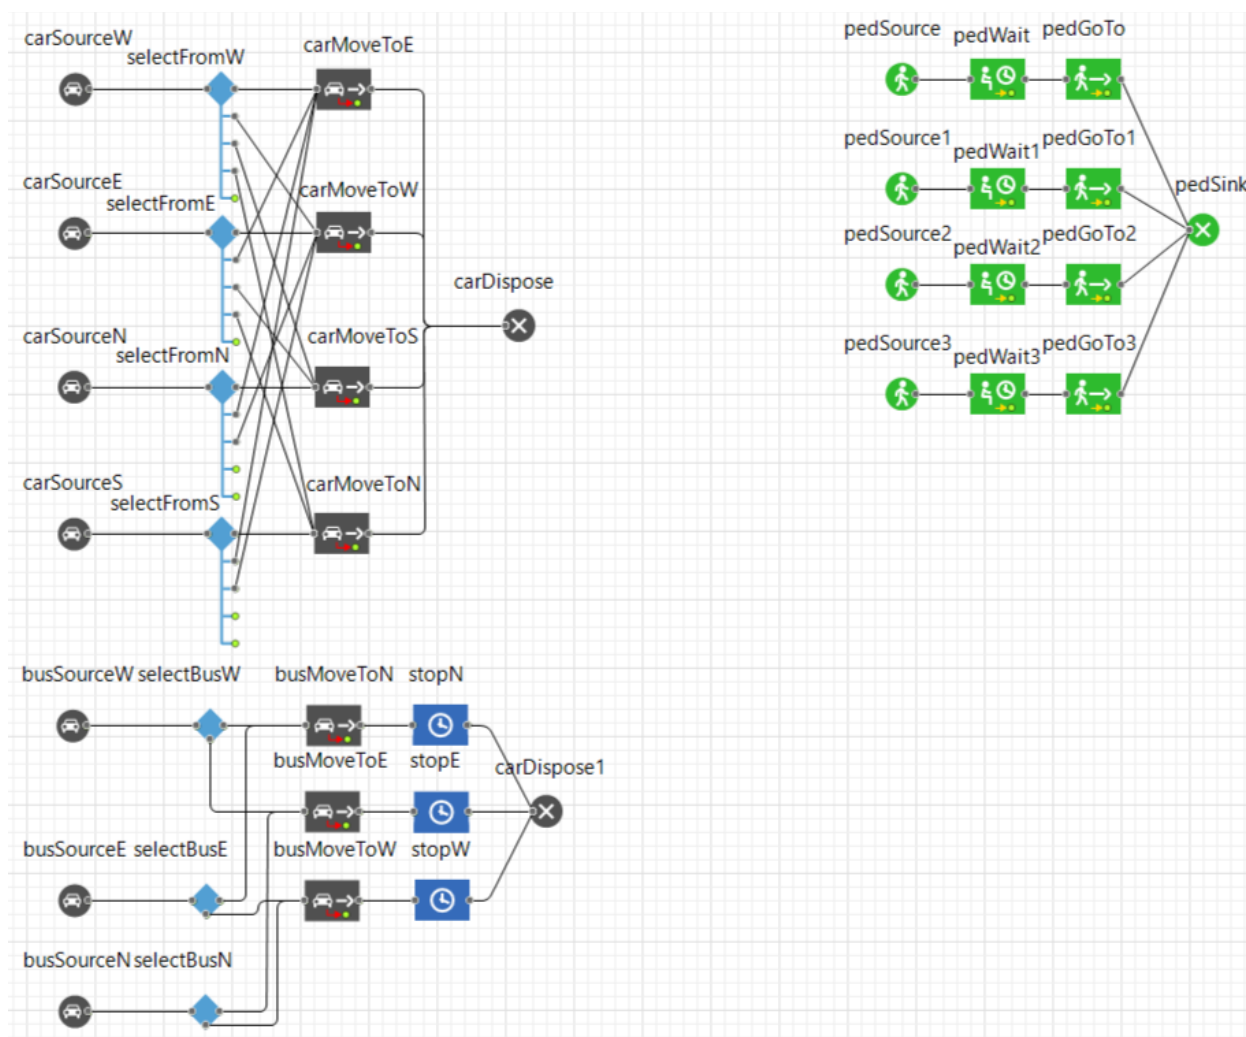 carSourceW
selectFromW
carMoveToE
carSourceE
selectFromE
carMoveToW
carDispose
carSourceN
selectFromN
carMoveToS
carSourceS
selectFromS
carMoveToN
pedSource
pedWait
pedGoTo
pedSource1
pedWait1
pedGoTo1
pedSink
pedSource2
pedWait2
pedGoTo2
pedSource3
pedWait3
pedGoTo3
busSourceW
selectBusW
busMoveToN
stopN
busMoveToE
stopE
carDispose1
busSourceE
selectBusE
busMoveToW
stopW
busSourceN
selectBusN